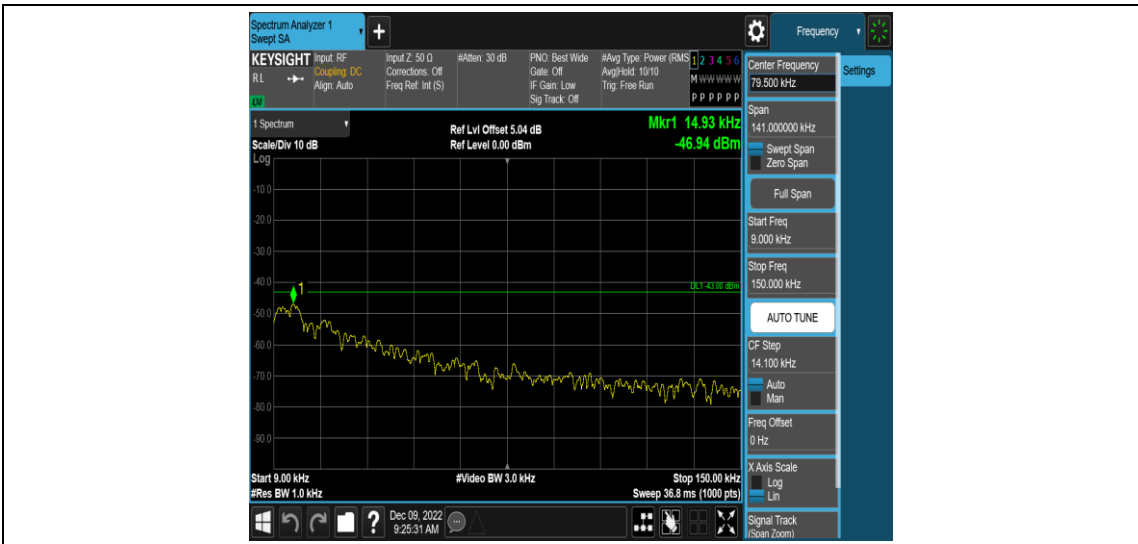 Spectrum Analyzer 1
Swept SA
+
Frequency
KEYSIGHT
RL
LXI
Input: RF
Coupling: DC
Align: Auto
Input Z: 50 Ω
Corrections: Off
Freq Ref: Int (S)
#Atten: 30 dB
PNO: Best Wide
Gate: Off
IF Gain: Low
Sig Track: Off
#Avg Type: Power (RMS
Avg|Hold: 10/10
Trig: Free Run
1 2 3 4 5 6
M W W W W W
P P P P P P
Center Frequency
79.500 kHz
Settings
Span
141.000000 kHz
Swept Span
Zero Span
Full Span
Start Freq
9.000 kHz
Stop Freq
150.000 kHz
AUTO TUNE
CF Step
14.100 kHz
Auto
Man
Freq Offset
0 Hz
X Axis Scale
Log
Lin
Signal Track
(Span Zoom)
1 Spectrum
Scale/Div 10 dB
Ref Lvl Offset 5.04 dB
Ref Level 0.00 dBm
Mkr1 14.93 kHz
-46.94 dBm
Log
-10.0
-20.0
-30.0
-40.0
-50.0
-60.0
-70.0
-80.0
-90.0
1
DL1 -43.00 dBm
Start 9.00 kHz
#Res BW 1.0 kHz
#Video BW 3.0 kHz
Stop 150.00 kHz
Sweep 36.8 ms (1000 pts)
?
Dec 09, 2022
9:25:31 AM